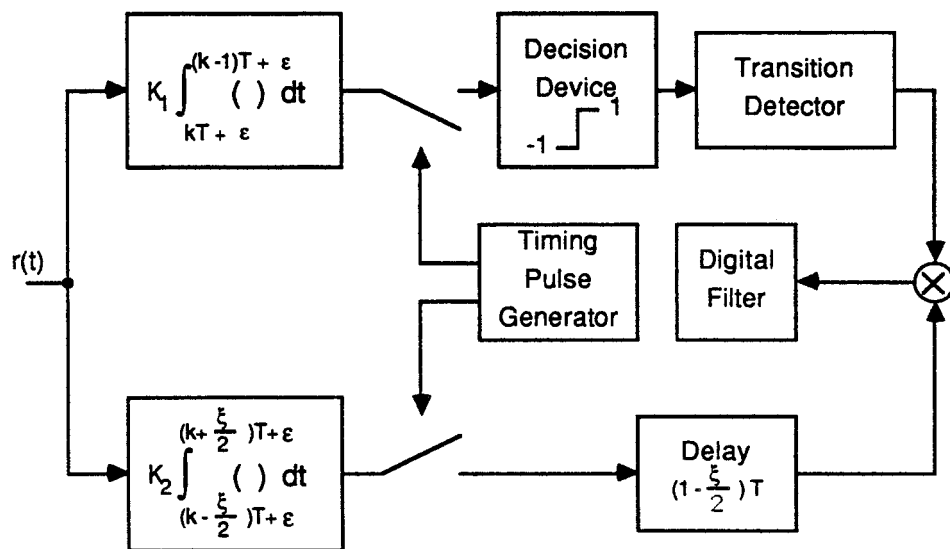 (k-1)T + ε
K₁ ∫ ( ) dt
kT + ε
Decision
Device
1
-1
Transition
Detector
r(t)
Timing
Pulse
Generator
Digital
Filter
(k+ ξ/2 )T+ε
K₂ ∫ ( ) dt
(k- ξ/2 )T+ε
Delay
(1- ξ/2 ) T